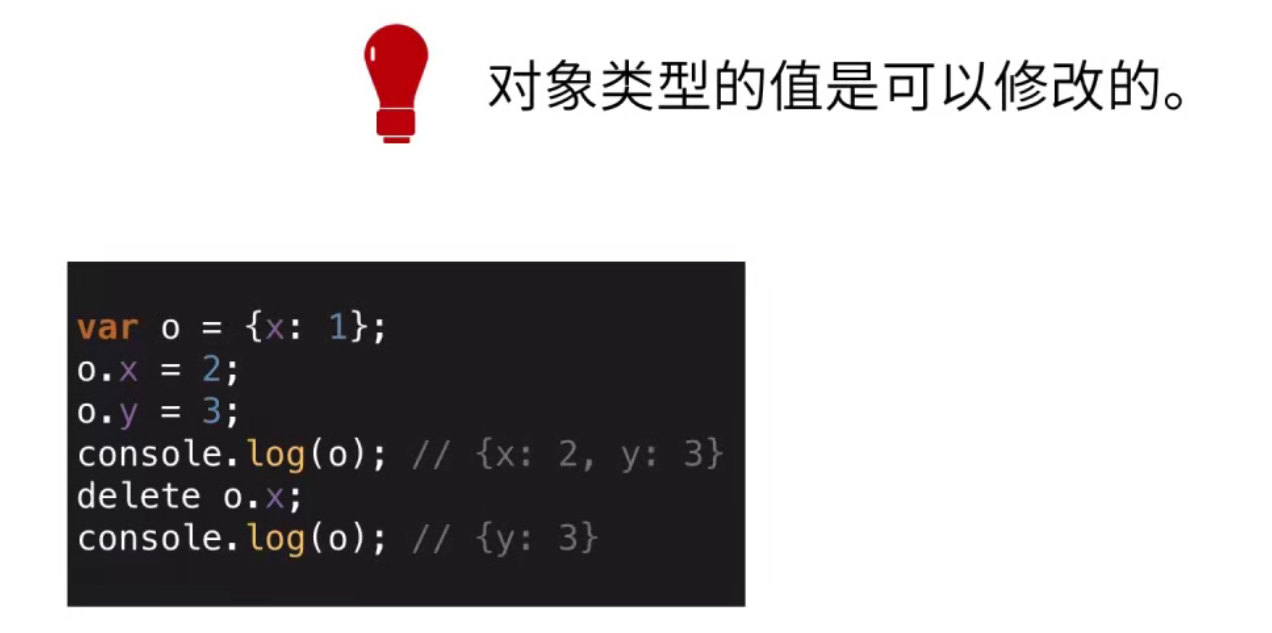 对象类型的值是可以修改的。
var o = {x: 1};
o.x = 2;
o.y = 3;
console.log(o); // {x: 2, y: 3}
delete o.x;
console.log(o); // {y: 3}